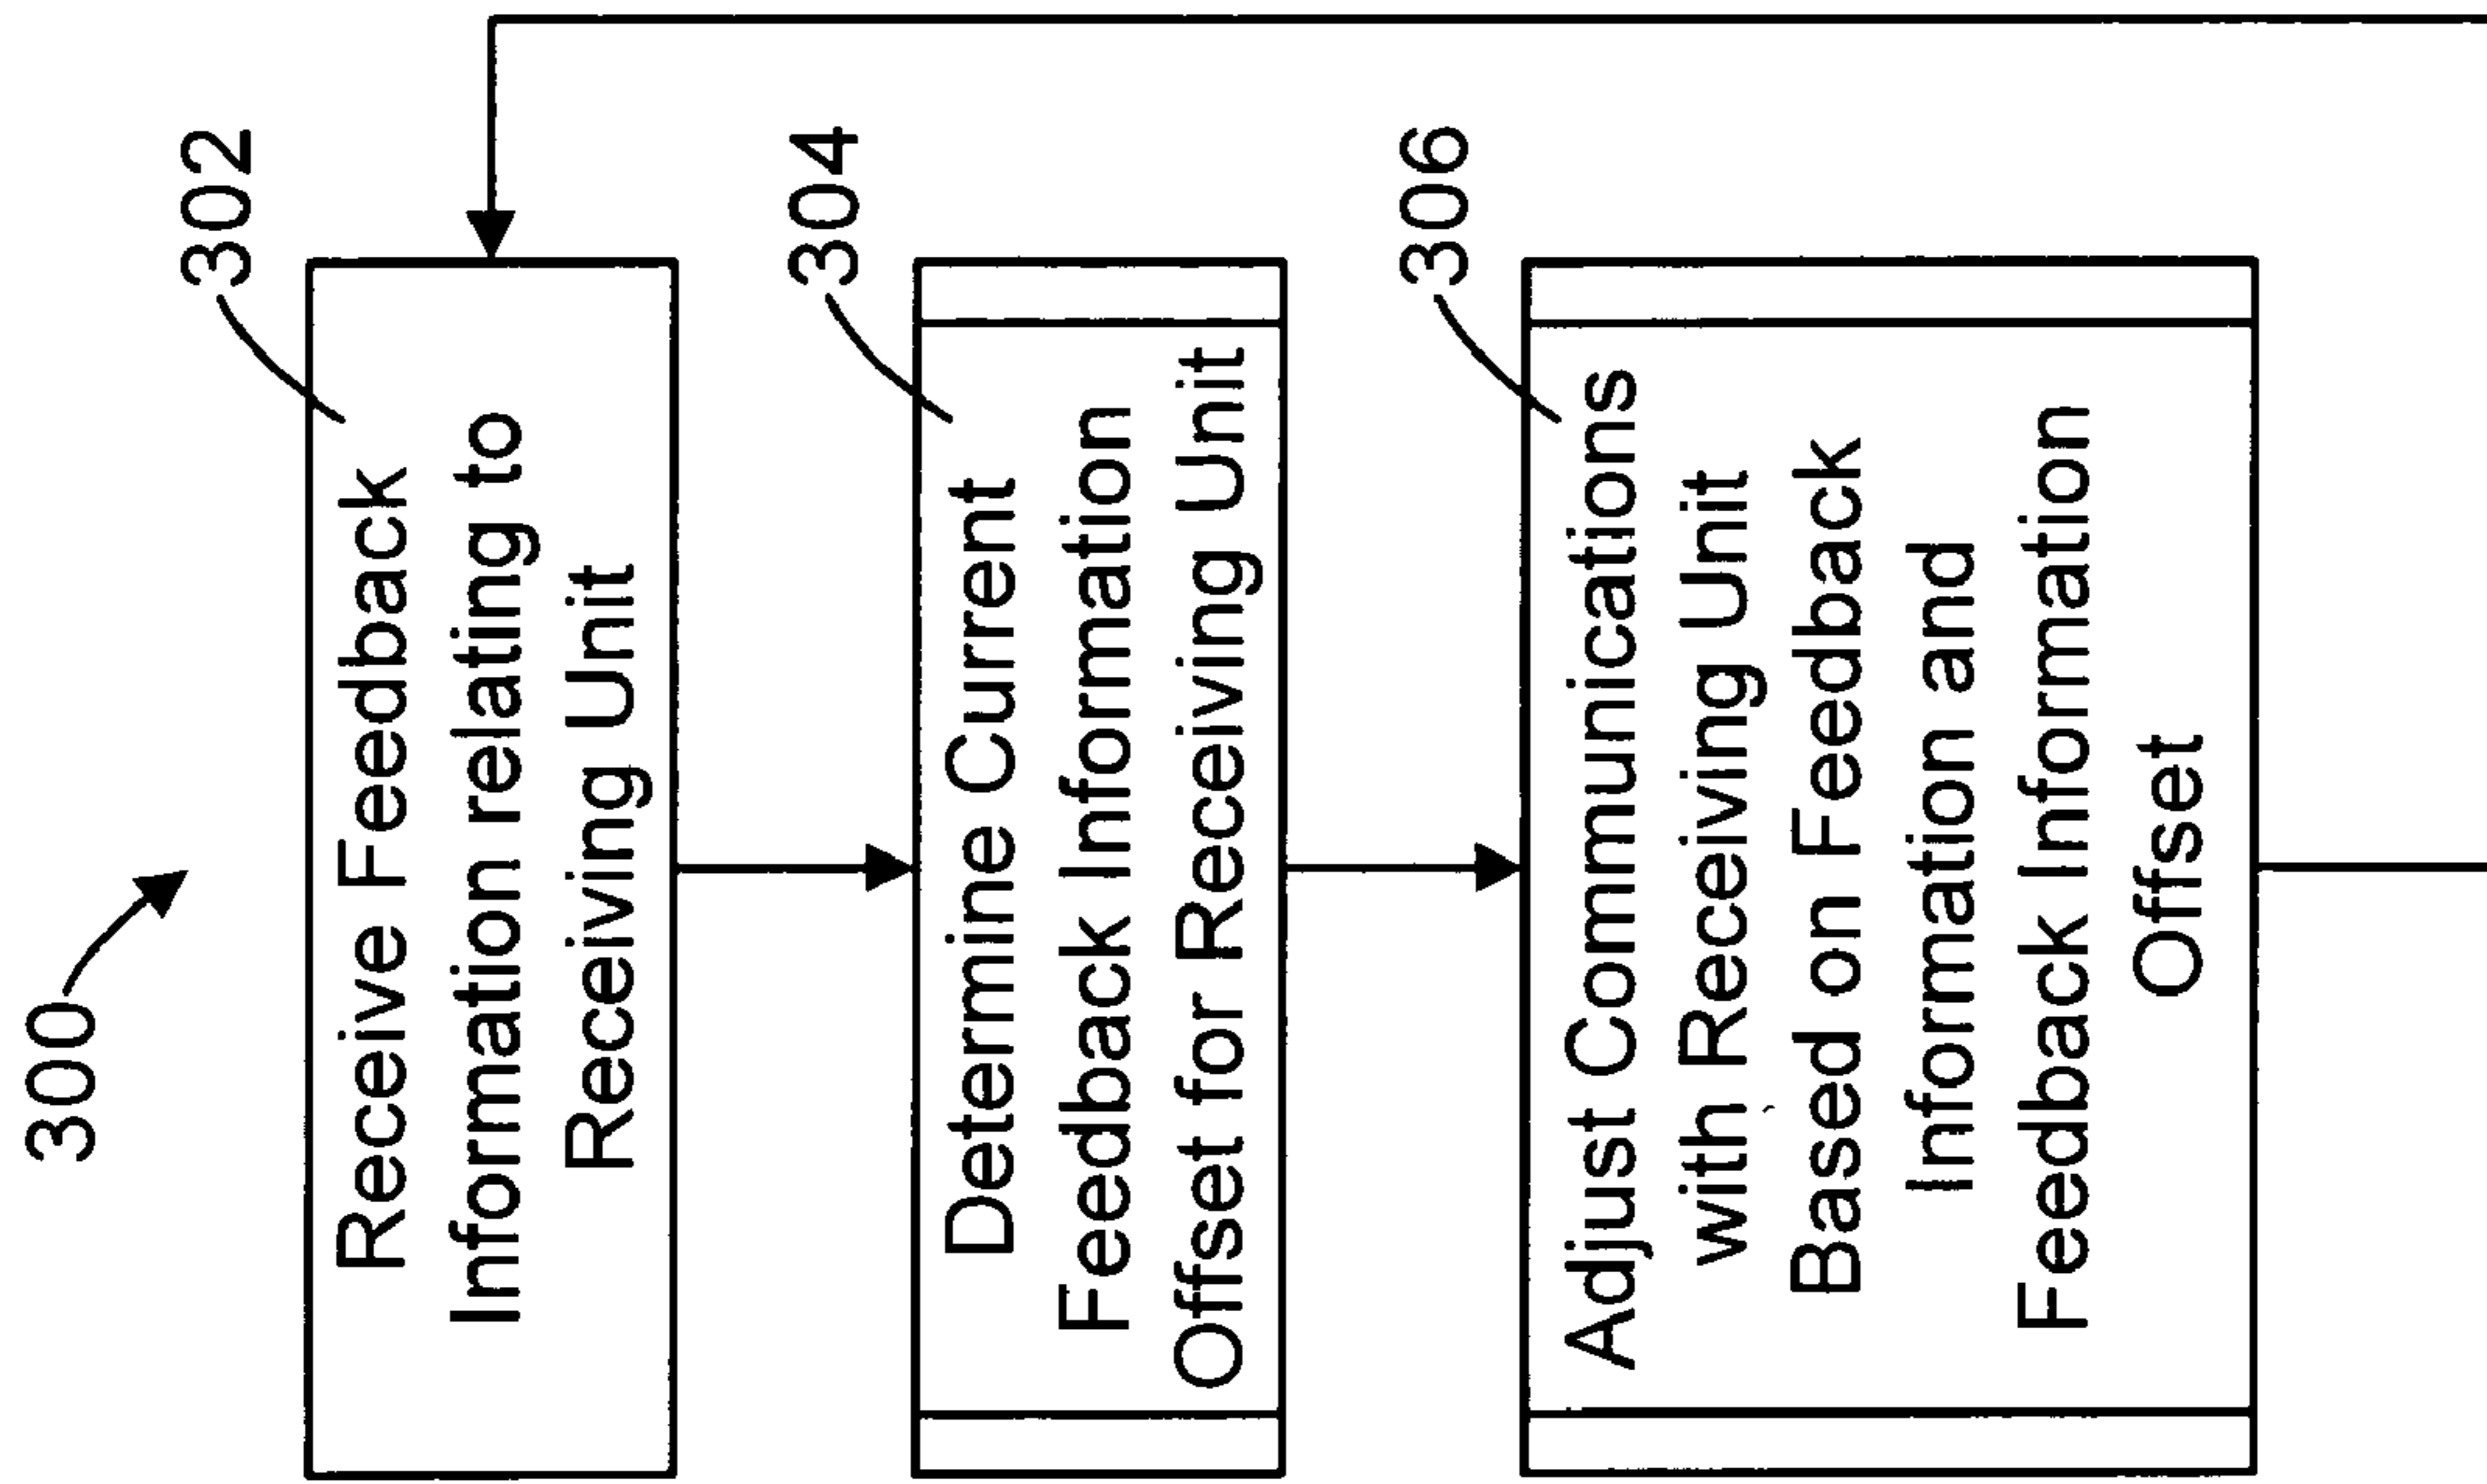 300
302
Receive Feedback
Information relating to
Receiving Unit
304
Determine Current
Feedback Information
Offset for Receiving Unit
306
Adjust Communications
with Receiving Unit
Based on Feedback
Information and
Feedback Information
Offset